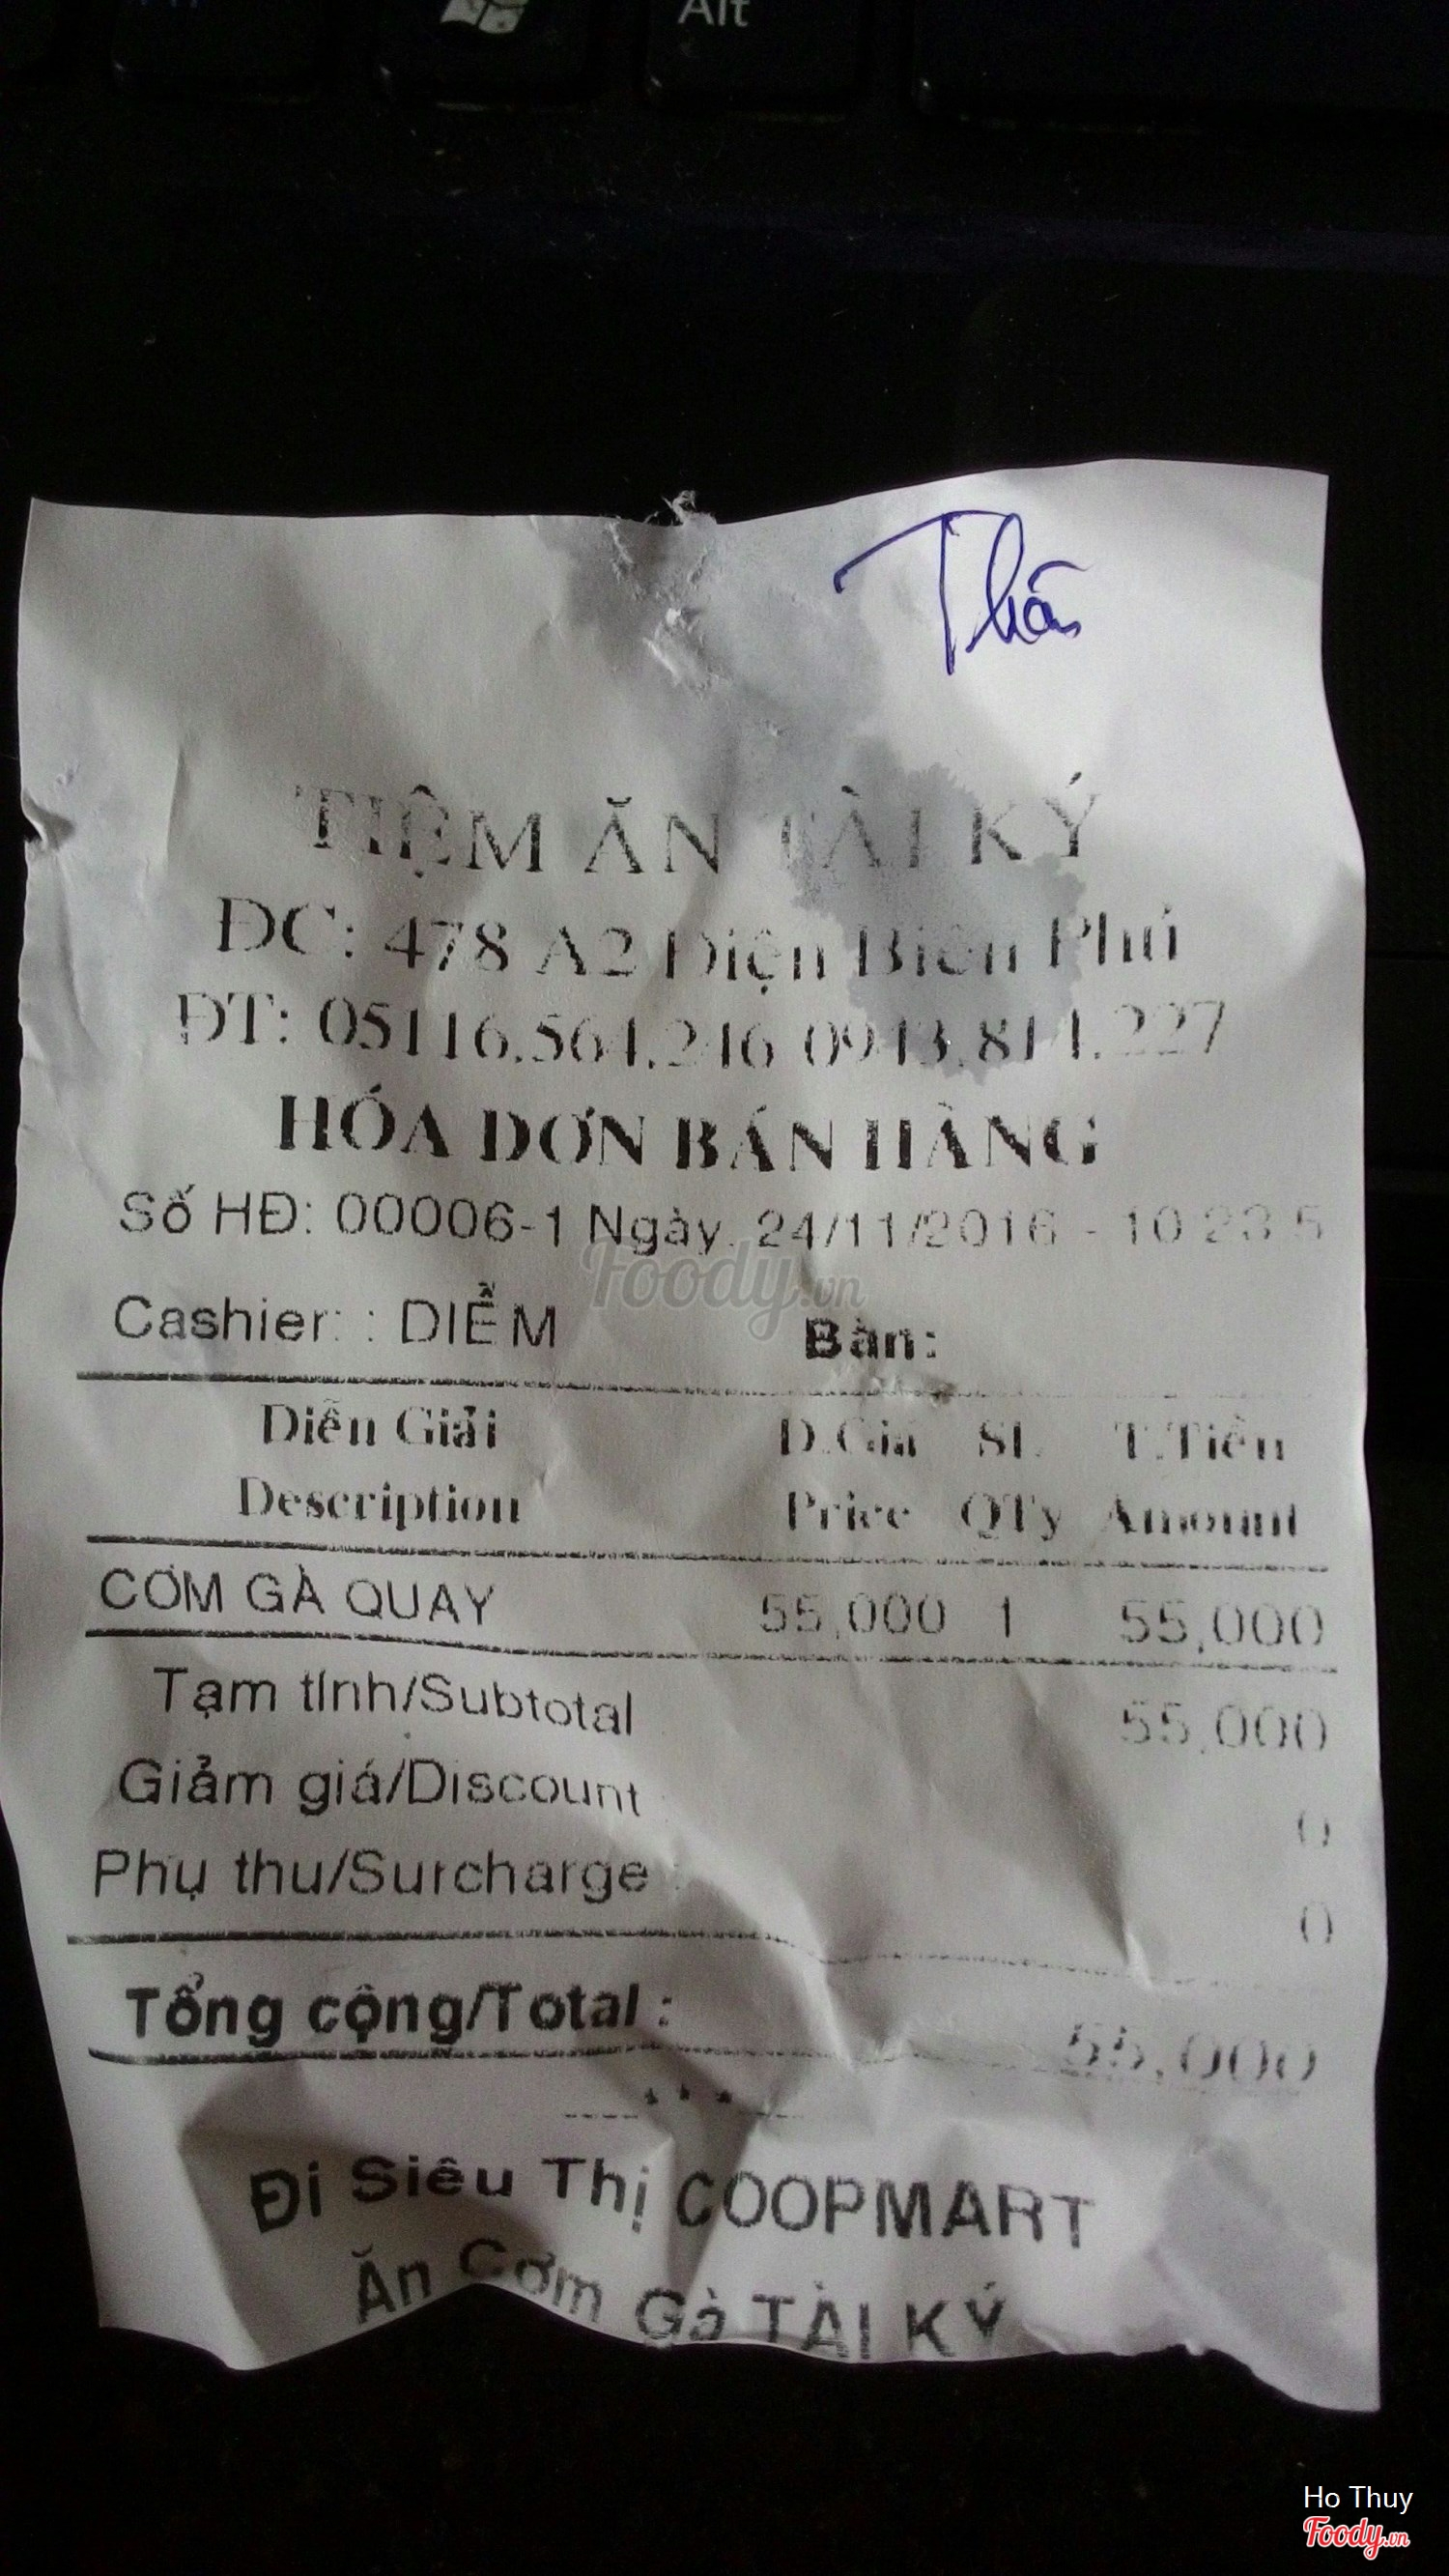 Alt
TIỆM ĂN TÀI KÝ
ĐC: 478 A2 Điện Biên Phủ
ĐT: 05116.564.246 0943.814.227
HÓA ĐƠN BÁN HÀNG
Số HĐ: 00006-1 Ngày: 24/11/2016 - 10:23:5
Foody.vn
Cashier: : DIỄM Bàn:
Diễn Giải Đ.Giá SL T.Tiền
Description Price QTy Amount
CƠM GÀ QUAY 55,000 1 55,000
Tạm tính/Subtotal 55,000
Giảm giá/Discount 0
Phụ thu/Surcharge 0
Tổng cộng/Total : 55,000
Đi Siêu Thị COOPMART
Ăn Cơm Gà TÀI KÝ
Ho Thuy
Foody.vn